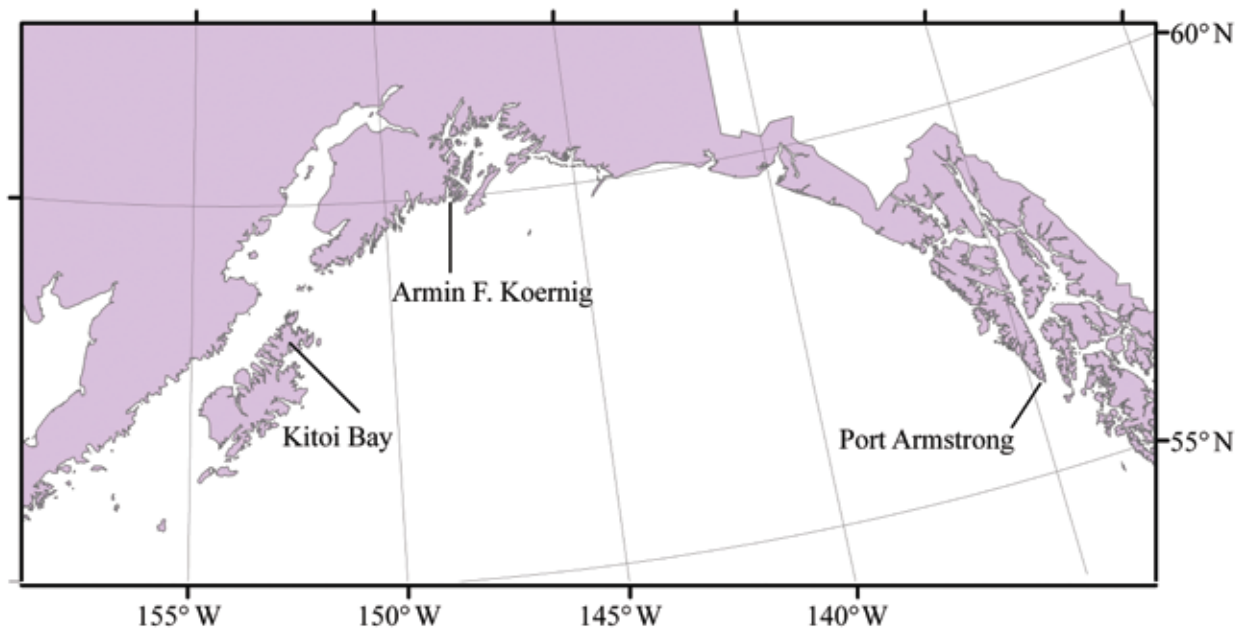 60° N
Armin F. Koernig
Kitoi Bay
Port Armstrong
55° N
155° W
150° W
145° W
140° W